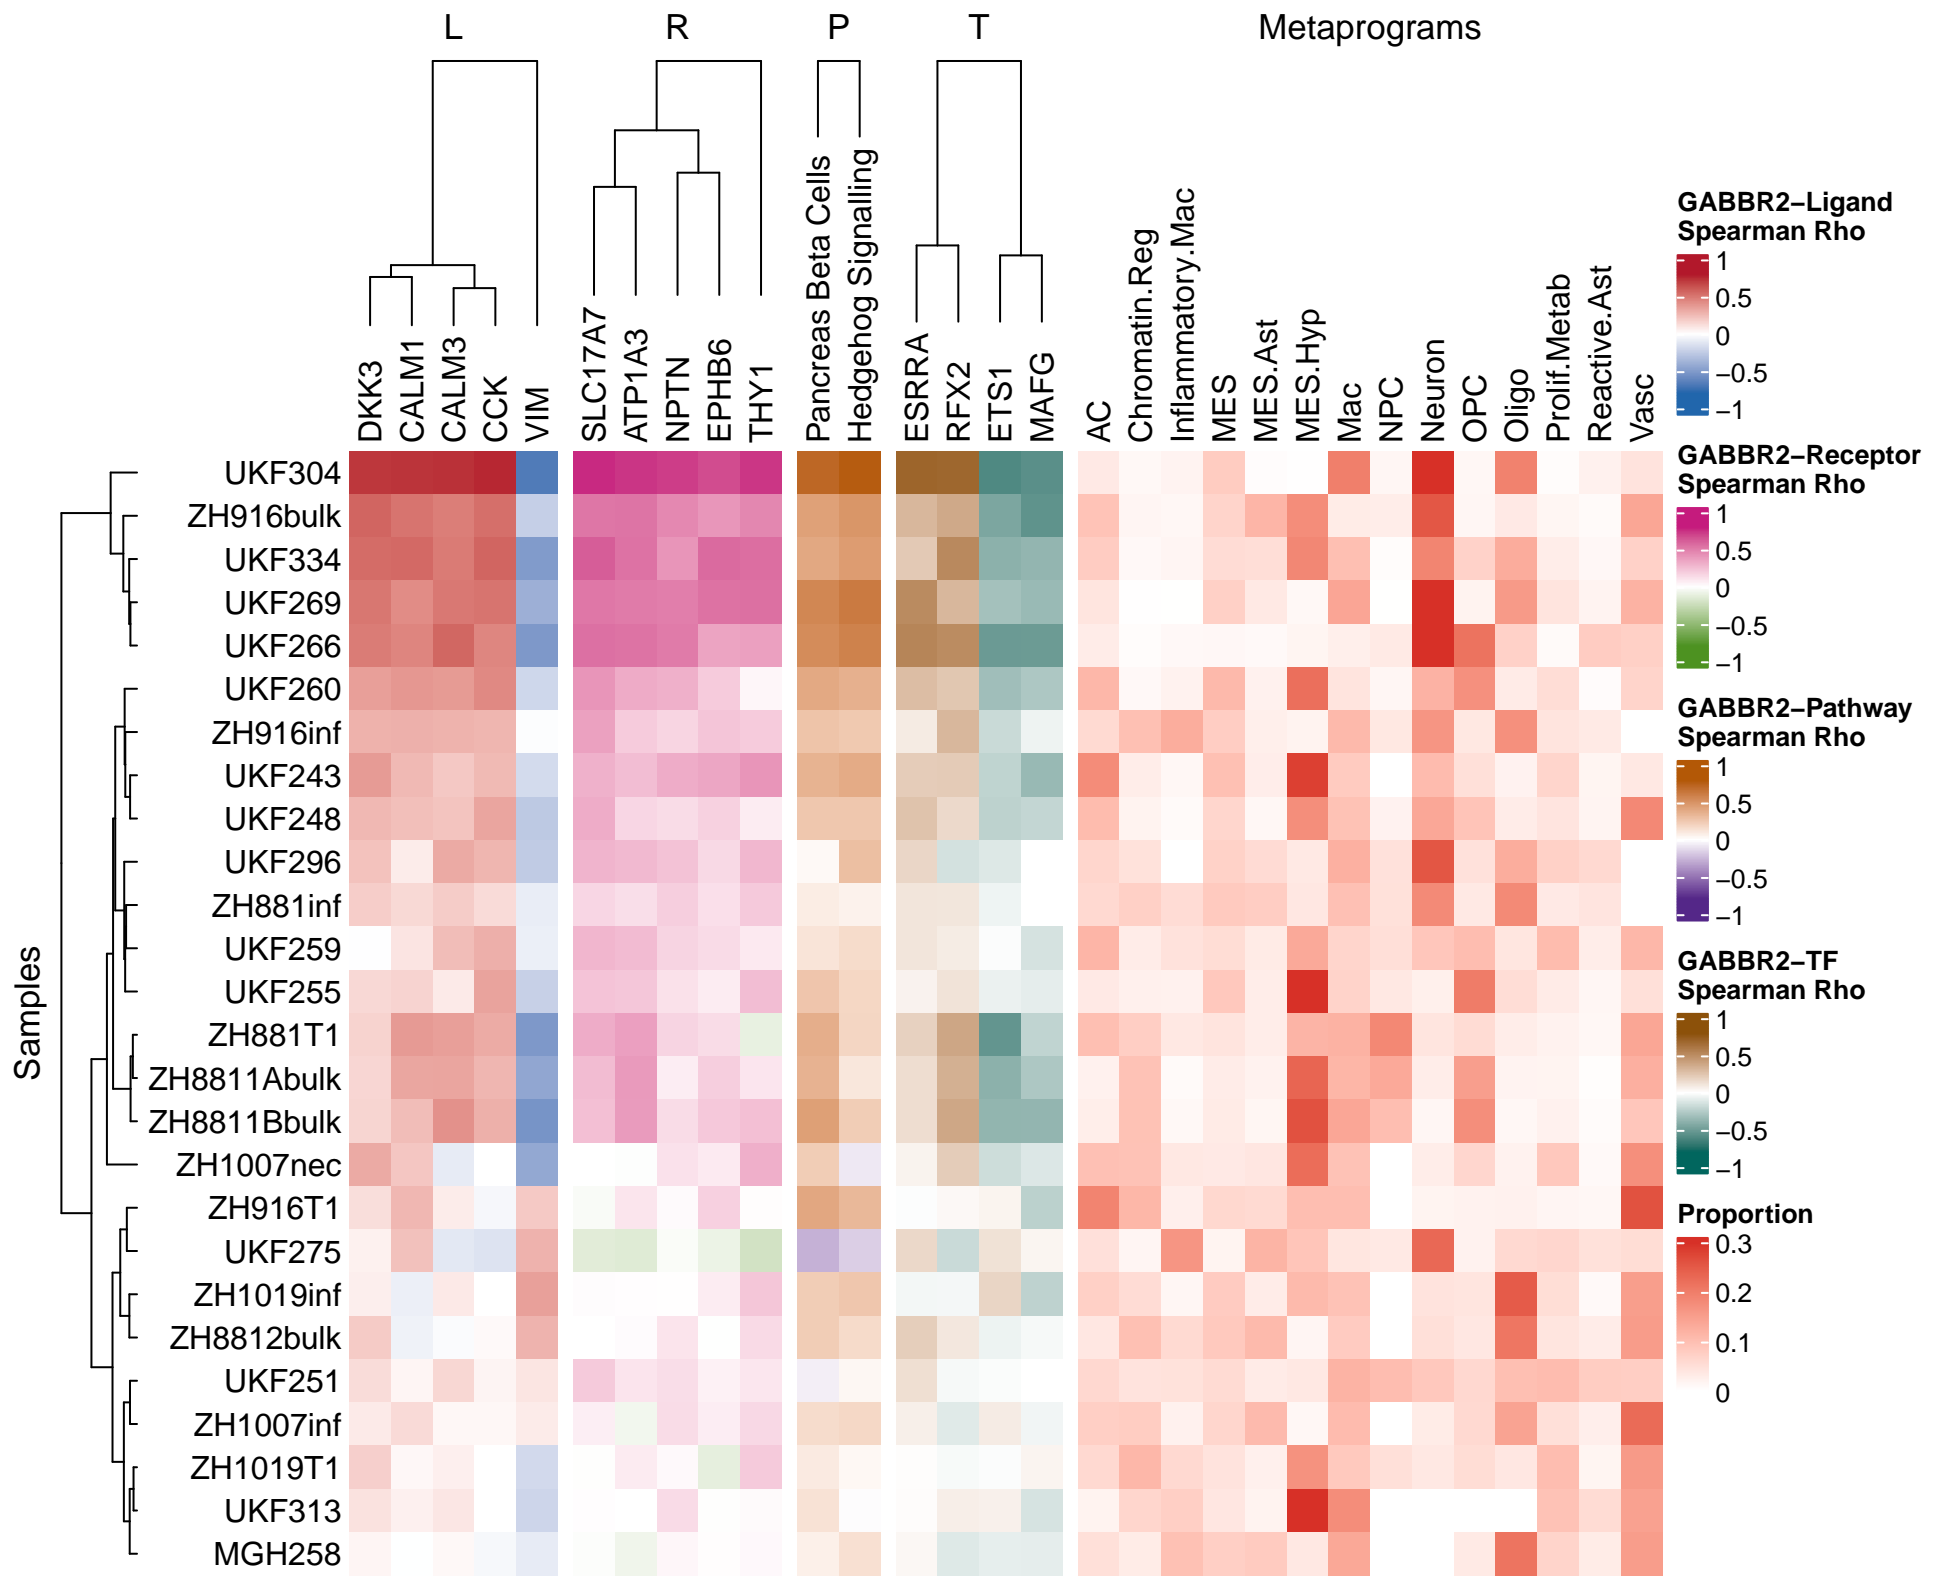 L R P T Metaprograms
DKK3
CALM1
CALM3
CCK
VIM
SLC17A7
ATP1A3
NPTN
EPHB6
THY1
Pancreas Beta Cells
Hedgehog Signalling
ESRRA
RFX2
ETS1
MAFG
AC
Chromatin.Reg
Inflammatory.Mac
MES
MES.Ast
MES.Hyp
Mac
NPC
Neuron
OPC
Oligo
Prolif.Metab
Reactive.Ast
Vasc
Samples
UKF304
ZH916bulk
UKF334
UKF269
UKF266
UKF260
ZH916inf
UKF243
UKF248
UKF296
ZH881inf
UKF259
UKF255
ZH881T1
ZH8811Abulk
ZH8811Bbulk
ZH1007nec
ZH916T1
UKF275
ZH1019inf
ZH8812bulk
UKF251
ZH1007inf
ZH1019T1
UKF313
MGH258
GABBR2−Ligand
Spearman Rho
1
0.5
0
−0.5
−1
GABBR2−Receptor
Spearman Rho
1
0.5
0
−0.5
−1
GABBR2−Pathway
Spearman Rho
1
0.5
0
−0.5
−1
GABBR2−TF
Spearman Rho
1
0.5
0
−0.5
−1
Proportion
0.3
0.2
0.1
0